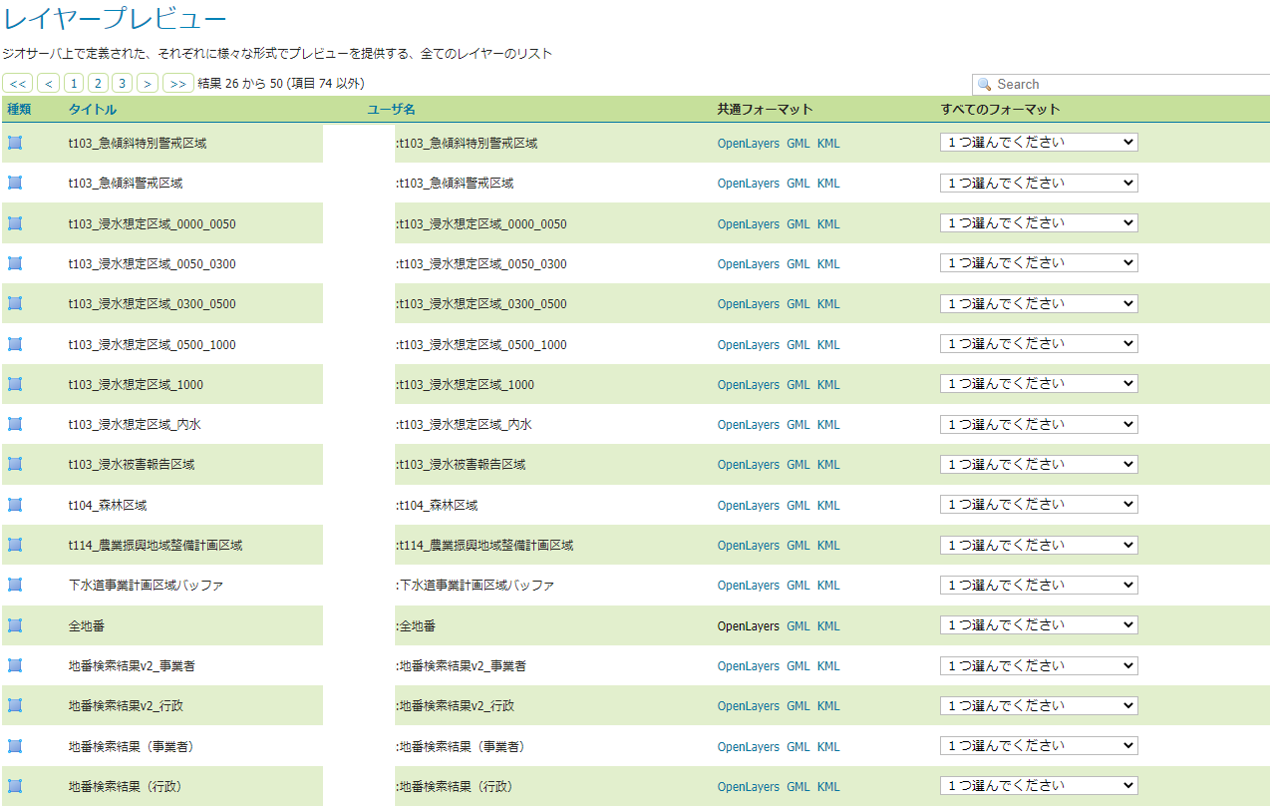 レイヤープレビュー
ジオサーバ上で定義された、それぞれに様々な形式でプレビューを提供する、全てのレイヤーのリスト
<< < 1 2 3 > >> 結果 26 から 50 (項目 74 以外) Search
種類 タイトル ユーザ名 共通フォーマット すべてのフォーマット
t103_急傾斜特別警戒区域 :t103_急傾斜特別警戒区域 OpenLayers GML KML 1 つ選んでください
t103_急傾斜警戒区域 :t103_急傾斜警戒区域 OpenLayers GML KML 1 つ選んでください
t103_浸水想定区域_0000_0050 :t103_浸水想定区域_0000_0050 OpenLayers GML KML 1 つ選んでください
t103_浸水想定区域_0050_0300 :t103_浸水想定区域_0050_0300 OpenLayers GML KML 1 つ選んでください
t103_浸水想定区域_0300_0500 :t103_浸水想定区域_0300_0500 OpenLayers GML KML 1 つ選んでください
t103_浸水想定区域_0500_1000 :t103_浸水想定区域_0500_1000 OpenLayers GML KML 1 つ選んでください
t103_浸水想定区域_1000 :t103_浸水想定区域_1000 OpenLayers GML KML 1 つ選んでください
t103_浸水想定区域_内水 :t103_浸水想定区域_内水 OpenLayers GML KML 1 つ選んでください
t103_浸水被害報告区域 :t103_浸水被害報告区域 OpenLayers GML KML 1 つ選んでください
t104_森林区域 :t104_森林区域 OpenLayers GML KML 1 つ選んでください
t114_農業振興地域整備計画区域 :t114_農業振興地域整備計画区域 OpenLayers GML KML 1 つ選んでください
下水道事業計画区域バッファ :下水道事業計画区域バッファ OpenLayers GML KML 1 つ選んでください
全地番 :全地番 OpenLayers GML KML 1 つ選んでください
地番検索結果v2_事業者 :地番検索結果v2_事業者 OpenLayers GML KML 1 つ選んでください
地番検索結果v2_行政 :地番検索結果v2_行政 OpenLayers GML KML 1 つ選んでください
地番検索結果（事業者） :地番検索結果（事業者） OpenLayers GML KML 1 つ選んでください
地番検索結果（行政） :地番検索結果（行政） OpenLayers GML KML 1 つ選んでください